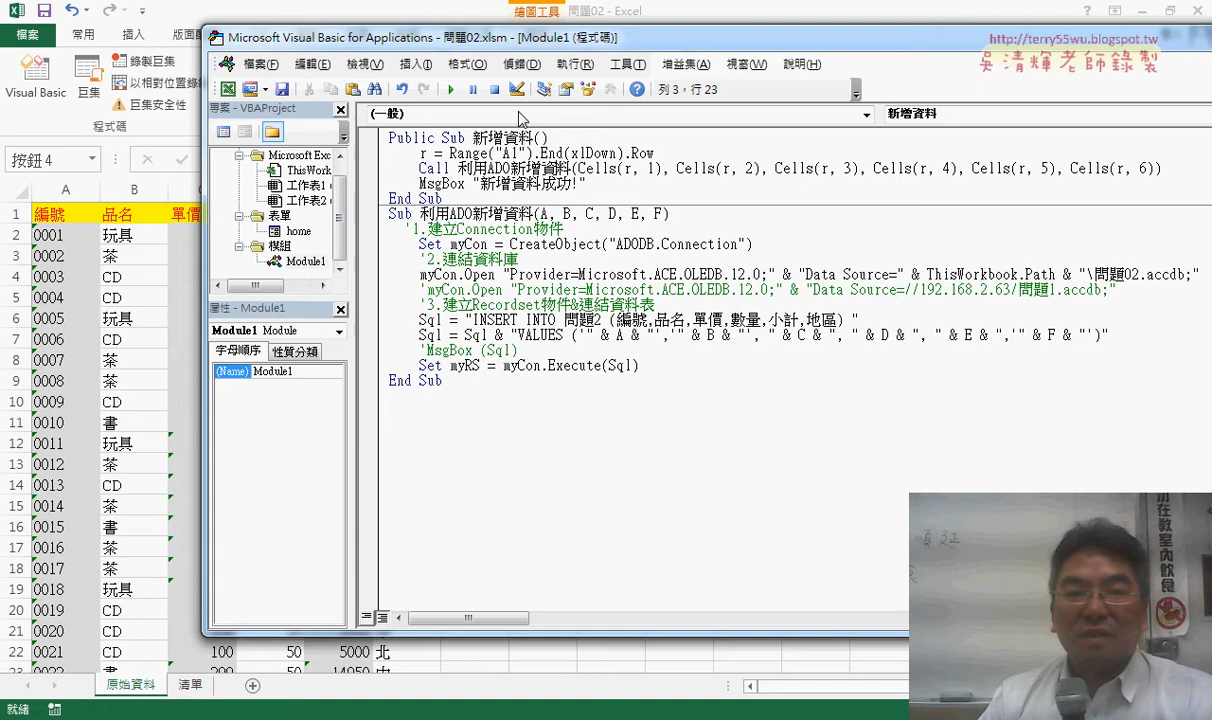 繪圖工具 問題02 - Excel
檔案 常用 插入 版面
Visual Basic 巨集 錄製巨集
以相對位置錄
巨集安全性
程式碼
按鈕 4
Microsoft Visual Basic for Applications - 問題02.xlsm - [Module1 (程式碼)]
http://terry55wu.blogspot.tw
吳清輝老師錄製
檔案(F) 編輯(E) 檢視(V) 插入(I) 格式(O) 偵錯(D) 執行(R) 工具(T) 增益集(A) 視窗(W) 說明(H)
列 3，行 23
專案 - VBAProject
Microsoft Exc
ThisWork
工作表1
工作表2
表單
home
模組
Module1
屬性 - Module1
Module1 Module
字母順序 性質分類
(Name) Module1
(一般) 新增資料
Public Sub 新增資料()
r = Range("A1").End(xlDown).Row
Call 利用ADO新增資料(Cells(r, 1), Cells(r, 2), Cells(r, 3), Cells(r, 4), Cells(r, 5), Cells(r, 6))
MsgBox "新增資料成功!"
End Sub
Sub 利用ADO新增資料(A, B, C, D, E, F)
'1.建立Connection物件
Set myCon = CreateObject("ADODB.Connection")
'2.連結資料庫
myCon.Open "Provider=Microsoft.ACE.OLEDB.12.0;" & "Data Source=" & ThisWorkbook.Path & "\問題02.accdb;"
'myCon.Open "Provider=Microsoft.ACE.OLEDB.12.0;" & "Data Source=//192.168.2.63/問題1.accdb;"
'3.建立Recordset物件&連結資料表
Sql = "INSERT INTO 問題2 (編號,品名,單價,數量,小計,地區) "
Sql = Sql & "VALUES ('" & A & "','" & B & "', " & C & ", " & D & ", " & E & ",'" & F & "')"
'MsgBox (Sql)
Set myRS = myCon.Execute(Sql)
End Sub
A B C
1 編號 品名 單價
2 0001 玩具
3 0002 茶
4 0003 CD
5 0004 CD
6 0005 玩具
7 0006 CD
8 0007 茶
9 0008 茶
10 0009 CD
11 0010 書
12 0011 玩具
13 0012 茶
14 0013 CD
15 0014 茶
16 0015 書
17 0016 茶
18 0017 茶
19 0018 玩具
20 0019 CD
21 0020 CD
22 0021 CD 100 50 5000 北
23 0022 書
原始資料 清單
就緒
勿在教室內飲食